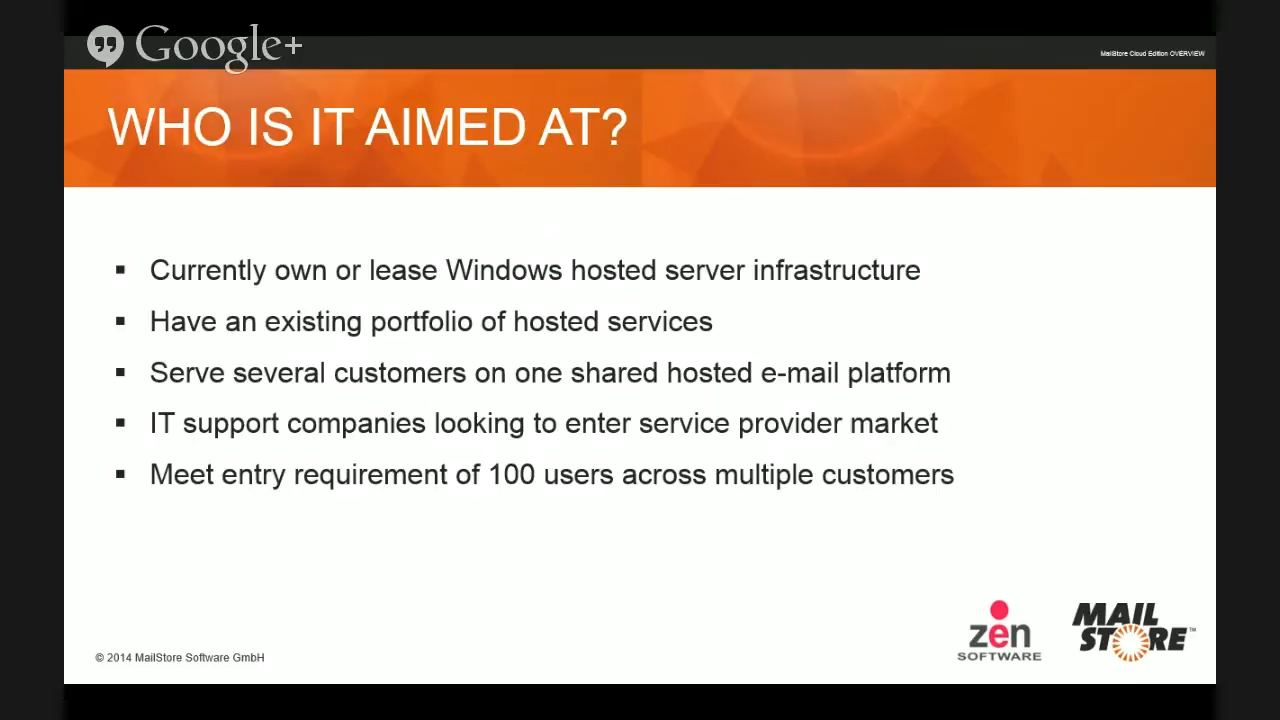 Google+
MailStore Cloud Edition OVERVIEW
WHO IS IT AIMED AT?
▪ Currently own or lease Windows hosted server infrastructure
▪ Have an existing portfolio of hosted services
▪ Serve several customers on one shared hosted e-mail platform
▪ IT support companies looking to enter service provider market
▪ Meet entry requirement of 100 users across multiple customers
© 2014 MailStore Software GmbH
zen
SOFTWARE
MAIL
STORE™